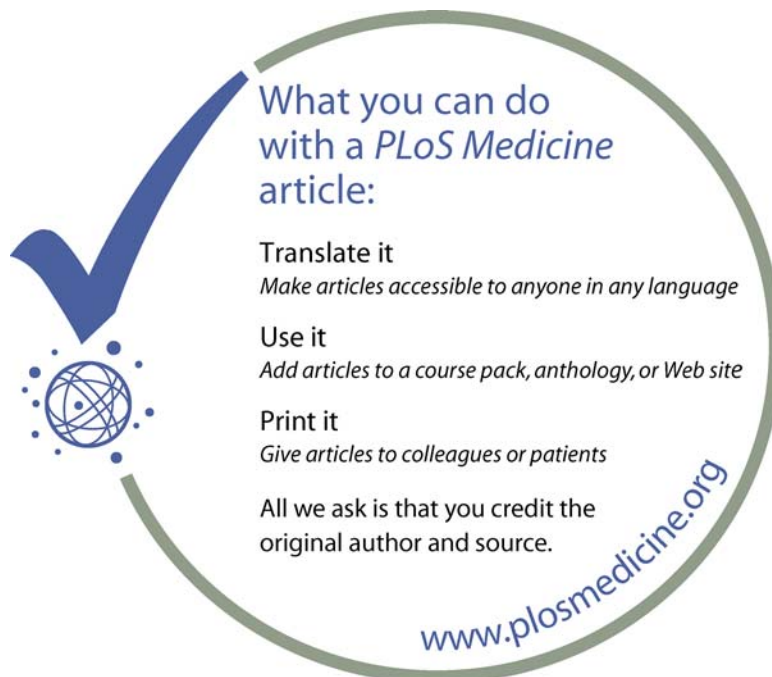 What you can do
with a PLoS Medicine
article:
Translate it
Make articles accessible to anyone in any language
Use it
Add articles to a course pack, anthology, or Web site
Print it
Give articles to colleagues or patients
All we ask is that you credit the
original author and source.
www.plosmedicine.org